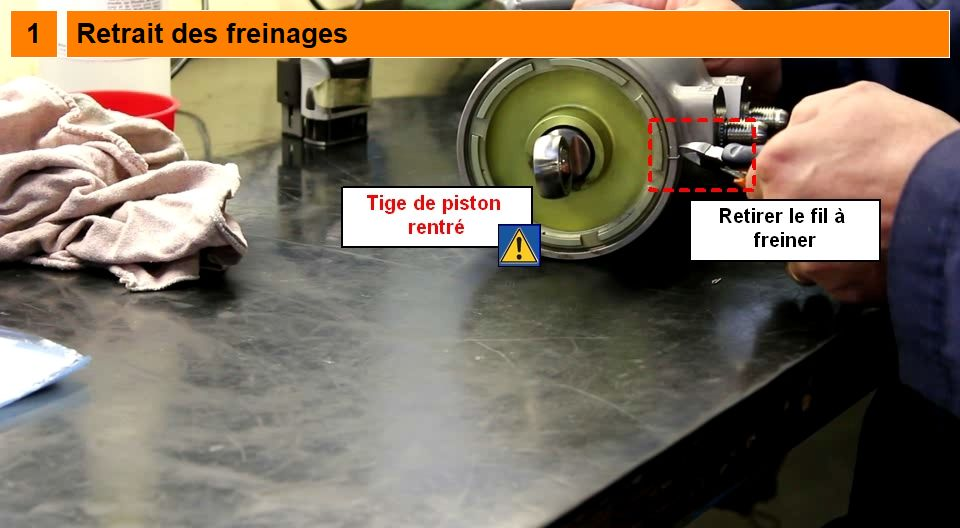 1 Retrait des freinages
Tige de piston
rentré
Retirer le fil à
freiner